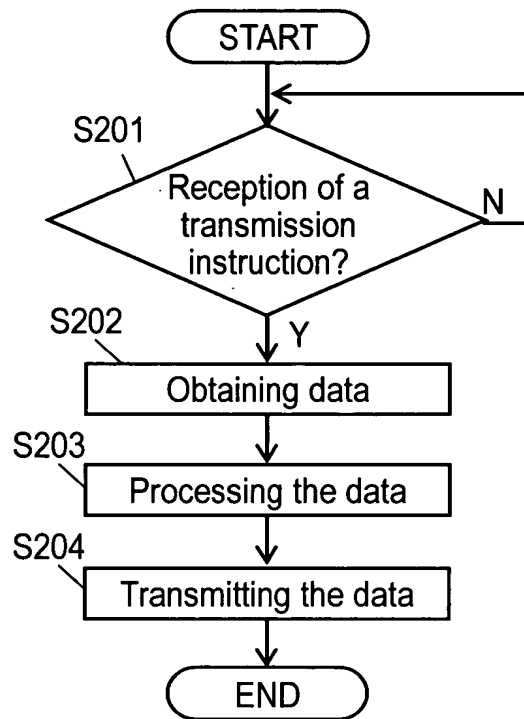 START
S201
Reception of a
transmission
instruction?
N
Y
S202
Obtaining data
S203
Processing the data
S204
Transmitting the data
END